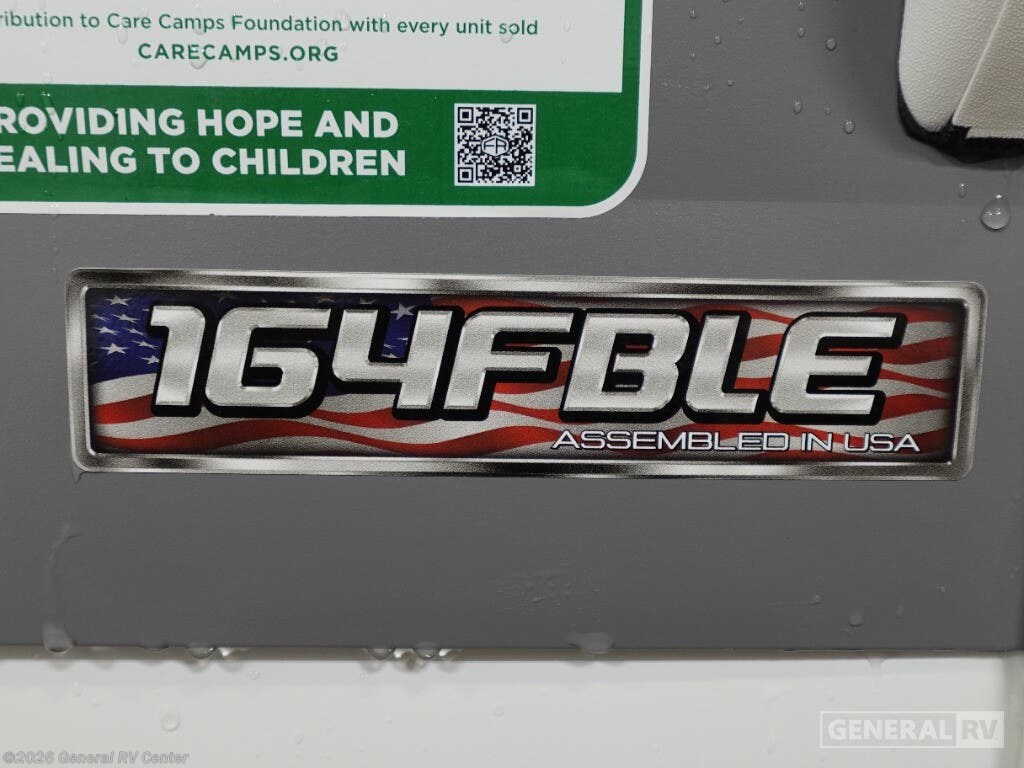 ribution to Care Camps Foundation with every unit sold
CARECAMPS.ORG
ROVIDING HOPE AND
EALING TO CHILDREN
164FBLE
ASSEMBLED IN USA
GENERAL RV
©2026 General RV Center